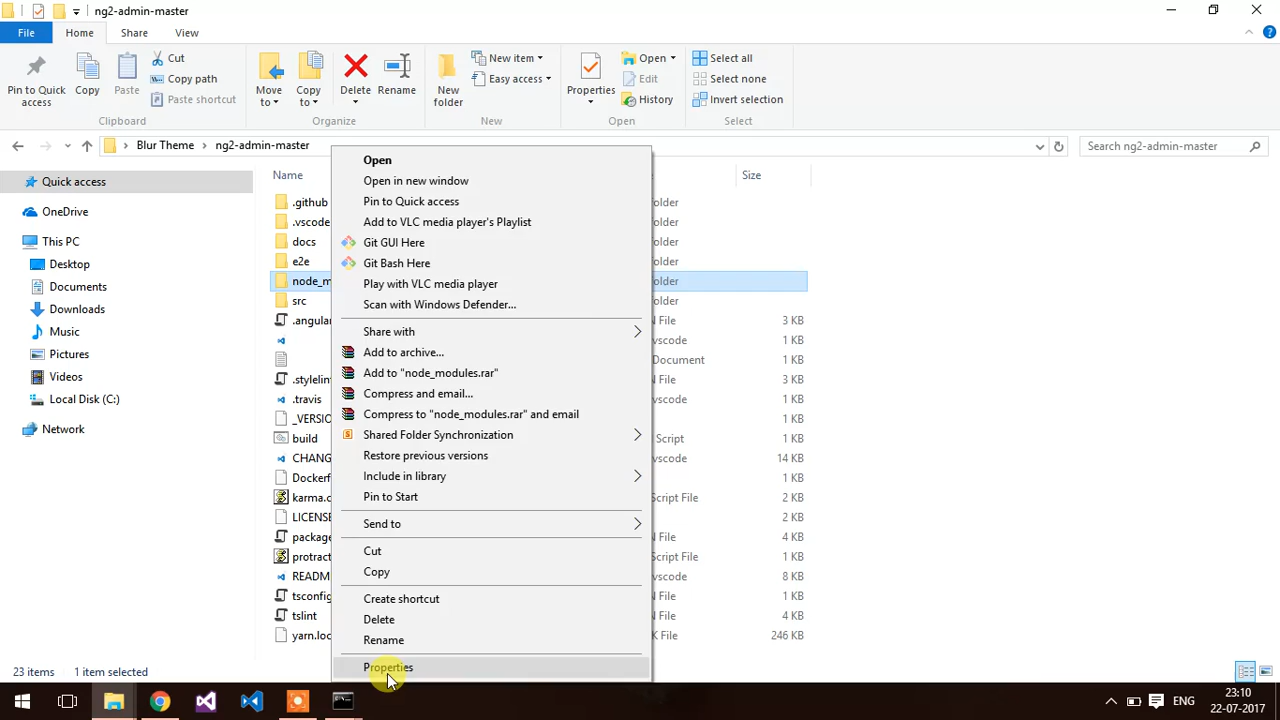 ng2-admin-master
File
Home
Share
View
Pin to Quick access
Copy
Paste
Cut
Copy path
Paste shortcut
Clipboard
Move to
Copy to
Delete
Rename
Organize
New folder
New item
Easy access
New
Properties
Open
Edit
History
Open
Select all
Select none
Invert selection
Select
Blur Theme
ng2-admin-master
Search ng2-admin-master
Quick access
OneDrive
This PC
Desktop
Documents
Downloads
Music
Pictures
Videos
Local Disk (C:)
Network
Name
Size
.github
older
.vscode
older
docs
older
e2e
older
node_m
older
src
older
.angular
N File
3 KB
vscode
1 KB
Document
1 KB
.stylelin
N File
1 KB
.travis
vscode
1 KB
_VERSIO
1 KB
build
Script
1 KB
CHANG
vscode
14 KB
Dockerf
1 KB
karma.c
Script File
2 KB
LICENSE
2 KB
package
N File
4 KB
protract
Script File
1 KB
READM
vscode
8 KB
tsconfig
N File
1 KB
tslint
N File
4 KB
yarn.loc
K File
246 KB
Open
Open in new window
Pin to Quick access
Add to VLC media player's Playlist
Git GUI Here
Git Bash Here
Play with VLC media player
Scan with Windows Defender...
Share with
Add to archive...
Add to "node_modules.rar"
Compress and email...
Compress to "node_modules.rar" and email
Shared Folder Synchronization
Restore previous versions
Include in library
Pin to Start
Send to
Cut
Copy
Create shortcut
Delete
Rename
Properties
23 items
1 item selected
ENG
23:10
22-07-2017